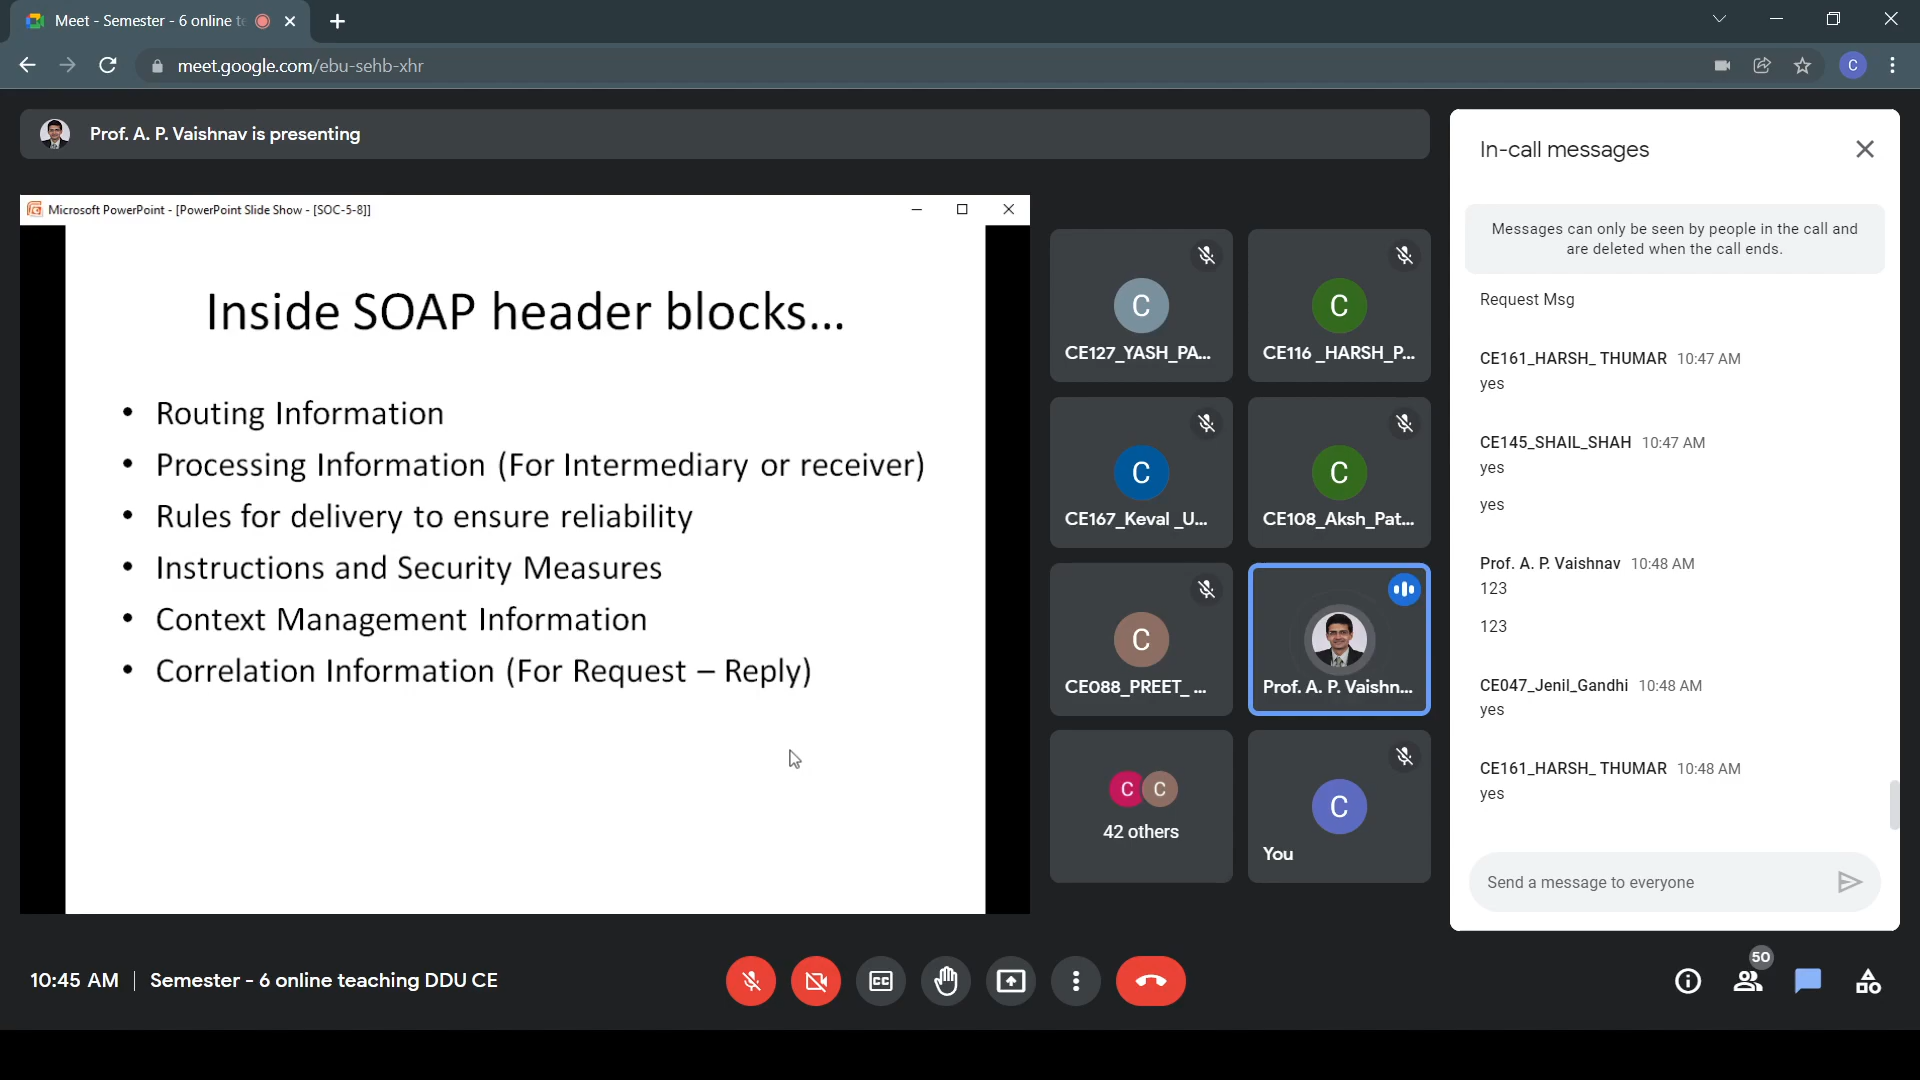 Meet - Semester - 6 online te
meet.google.com/ebu-sehb-xhr
C
Prof. A. P. Vaishnav is presenting
Microsoft PowerPoint - [PowerPoint Slide Show - [SOC-5-8]]
Inside SOAP header blocks...
• Routing Information
• Processing Information (For Intermediary or receiver)
• Rules for delivery to ensure reliability
• Instructions and Security Measures
• Context Management Information
• Correlation Information (For Request – Reply)
C
CE127_YASH_PA...
C
CE116 _HARSH_P...
C
CE167_Keval _U...
C
CE108_Aksh_Pat...
C
CE088_PREET_ ...
Prof. A. P. Vaishn...
C C
42 others
C
You
In-call messages
Messages can only be seen by people in the call and
are deleted when the call ends.
Request Msg
CE161_HARSH_ THUMAR 10:47 AM
yes
CE145_SHAIL_SHAH 10:47 AM
yes
yes
Prof. A. P. Vaishnav 10:48 AM
123
123
CE047_Jenil_Gandhi 10:48 AM
yes
CE161_HARSH_ THUMAR 10:48 AM
yes
Send a message to everyone
10:45 AM | Semester - 6 online teaching DDU CE
CC
50